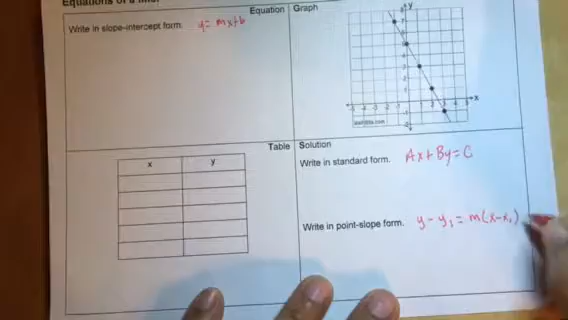 Equations of a line.
Equation
Write in slope-intercept form. y = mx+b
Graph
y
x
Table
x y
Solution
Write in standard form. Ax+By=C
Write in point-slope form. y-y₁ = m(x-x₁)